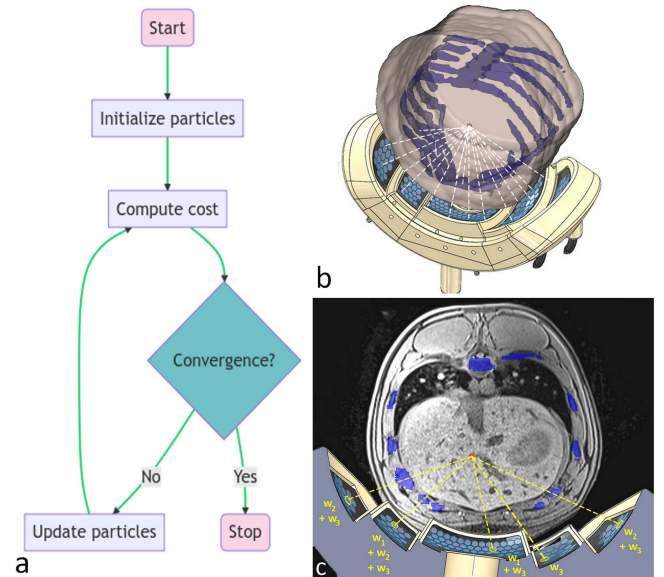 Start
Initialize particles
Compute cost
Convergence?
No
Yes
Update particles
Stop
a
b
w2
+ w3
w1
+ w2
+ w3
w1
+ w3
w3
w2
+ w3
c